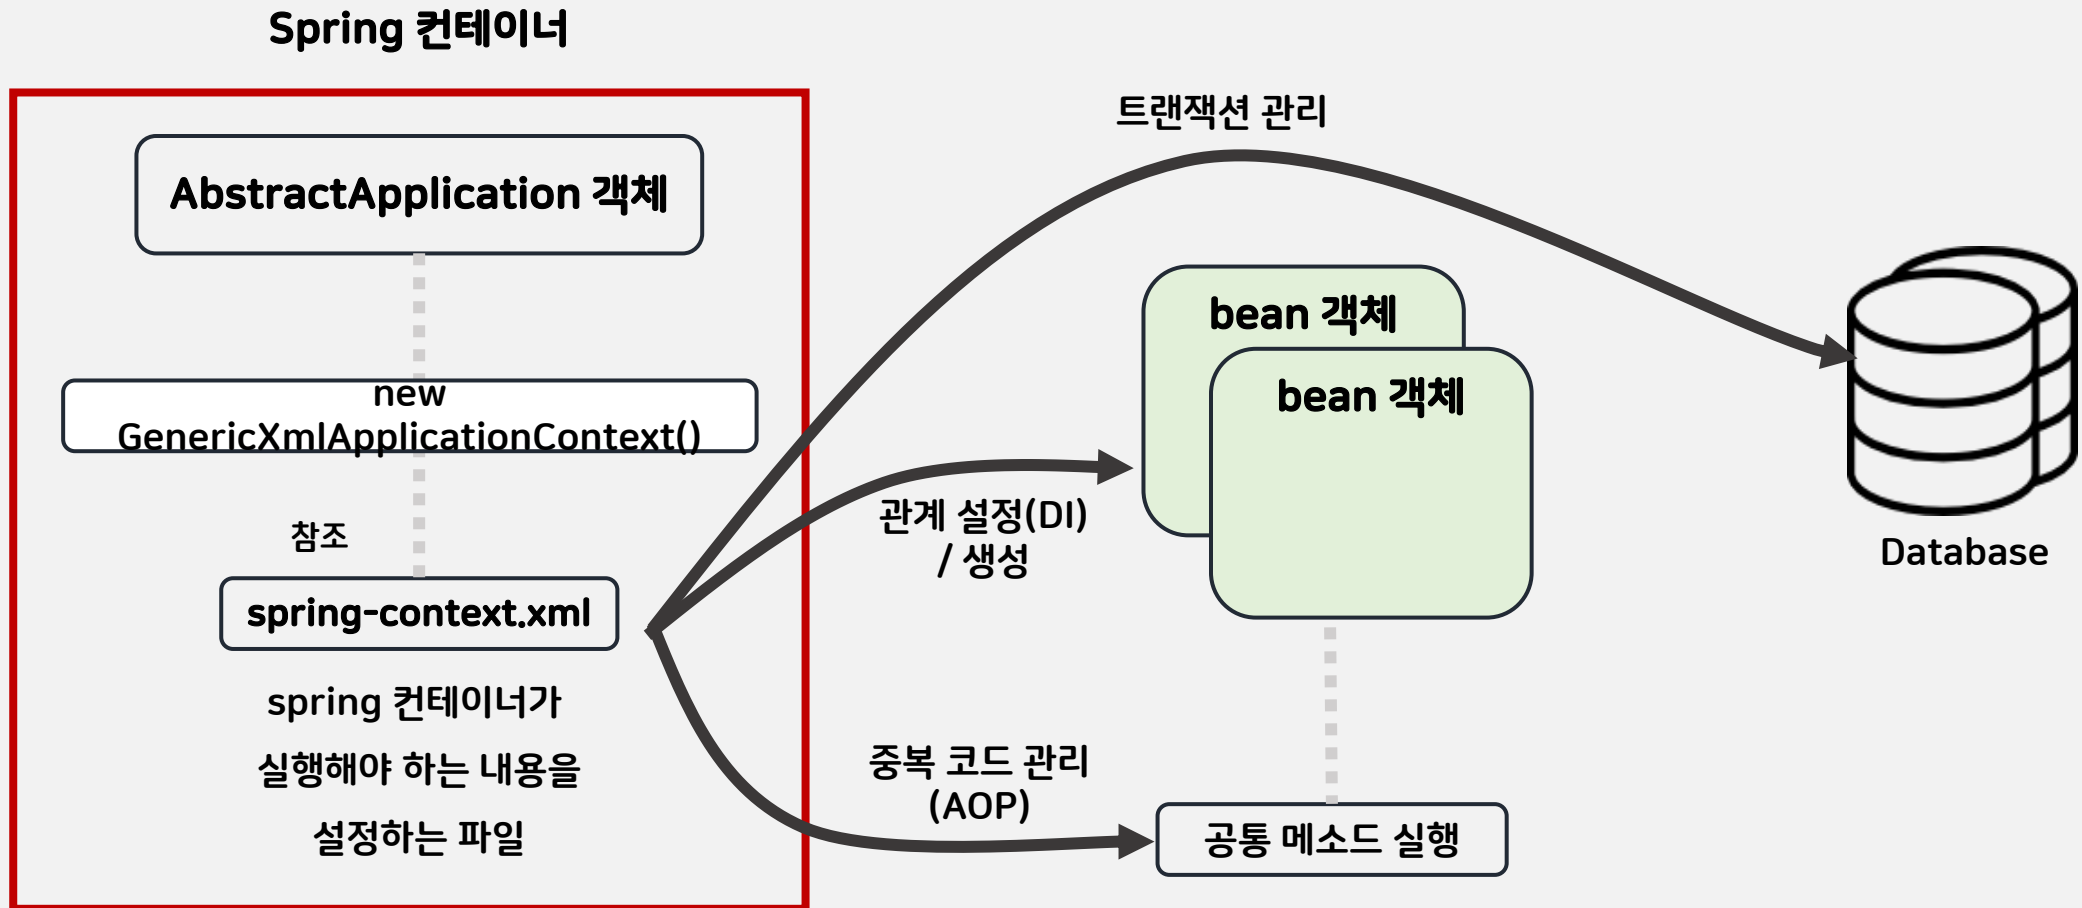 Spring 컨테이너
AbstractApplication 객체
new
GenericXmlApplicationContext()
참조
spring-context.xml
spring 컨테이너가
실행해야 하는 내용을
설정하는 파일
트랜잭션 관리
관계 설정(DI)
/ 생성
중복 코드 관리
(AOP)
bean 객체
bean 객체
공통 메소드 실행
Database